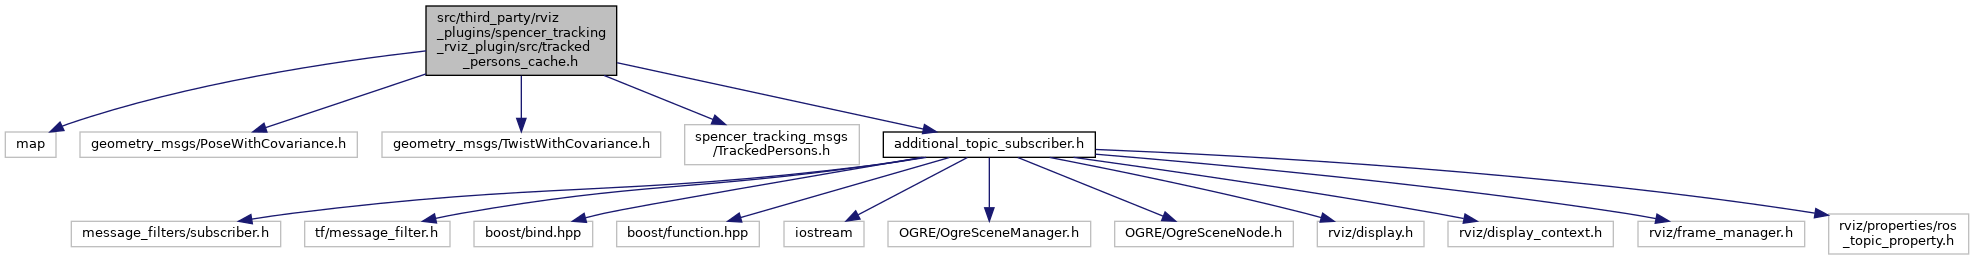 src/third_party/rviz
_plugins/spencer_tracking
_rviz_plugin/src/tracked
_persons_cache.h
map
geometry_msgs/PoseWithCovariance.h
geometry_msgs/TwistWithCovariance.h
spencer_tracking_msgs
/TrackedPersons.h
additional_topic_subscriber.h
message_filters/subscriber.h
tf/message_filter.h
boost/bind.hpp
boost/function.hpp
iostream
OGRE/OgreSceneManager.h
OGRE/OgreSceneNode.h
rviz/display.h
rviz/display_context.h
rviz/frame_manager.h
rviz/properties/ros
_topic_property.h